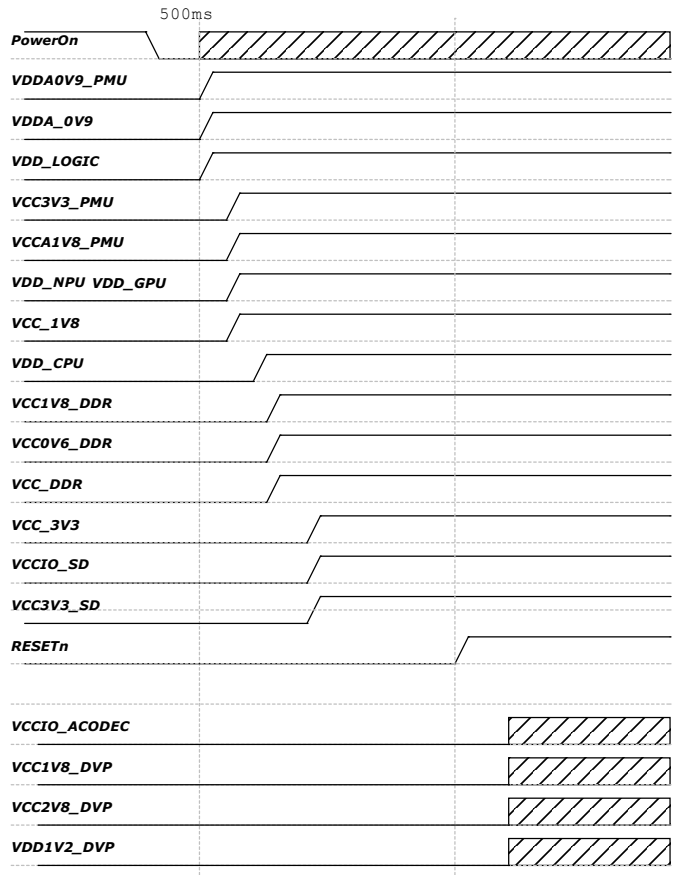 500ms
PowerOn
VDDA0V9_PMU
VDDA_0V9
VDD_LOGIC
VCC3V3_PMU
VCCA1V8_PMU
VDD_NPU VDD_GPU
VCC_1V8
VDD_CPU
VCC1V8_DDR
VCC0V6_DDR
VCC_DDR
VCC_3V3
VCCIO_SD
VCC3V3_SD
RESETn
VCCIO_ACODEC
VCC1V8_DVP
VCC2V8_DVP
VDD1V2_DVP